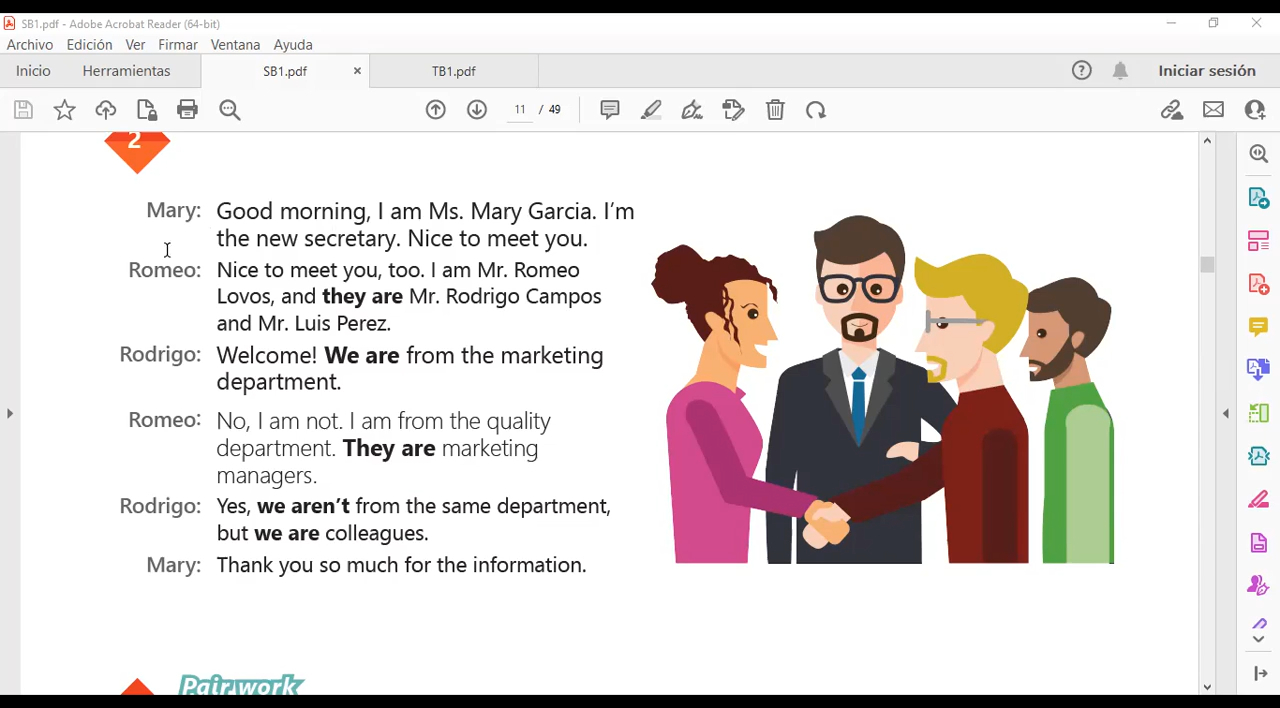 SB1.pdf - Adobe Acrobat Reader (64-bit)
Archivo Edición Ver Firmar Ventana Ayuda
Inicio Herramientas SB1.pdf × TB1.pdf Iniciar sesión
11 / 49
2
Mary: Good morning, I am Ms. Mary Garcia. I'm
the new secretary. Nice to meet you.
Romeo: Nice to meet you, too. I am Mr. Romeo
Lovos, and they are Mr. Rodrigo Campos
and Mr. Luis Perez.
Rodrigo: Welcome! We are from the marketing
department.
Romeo: No, I am not. I am from the quality
department. They are marketing
managers.
Rodrigo: Yes, we aren't from the same department,
but we are colleagues.
Mary: Thank you so much for the information.
Pair work